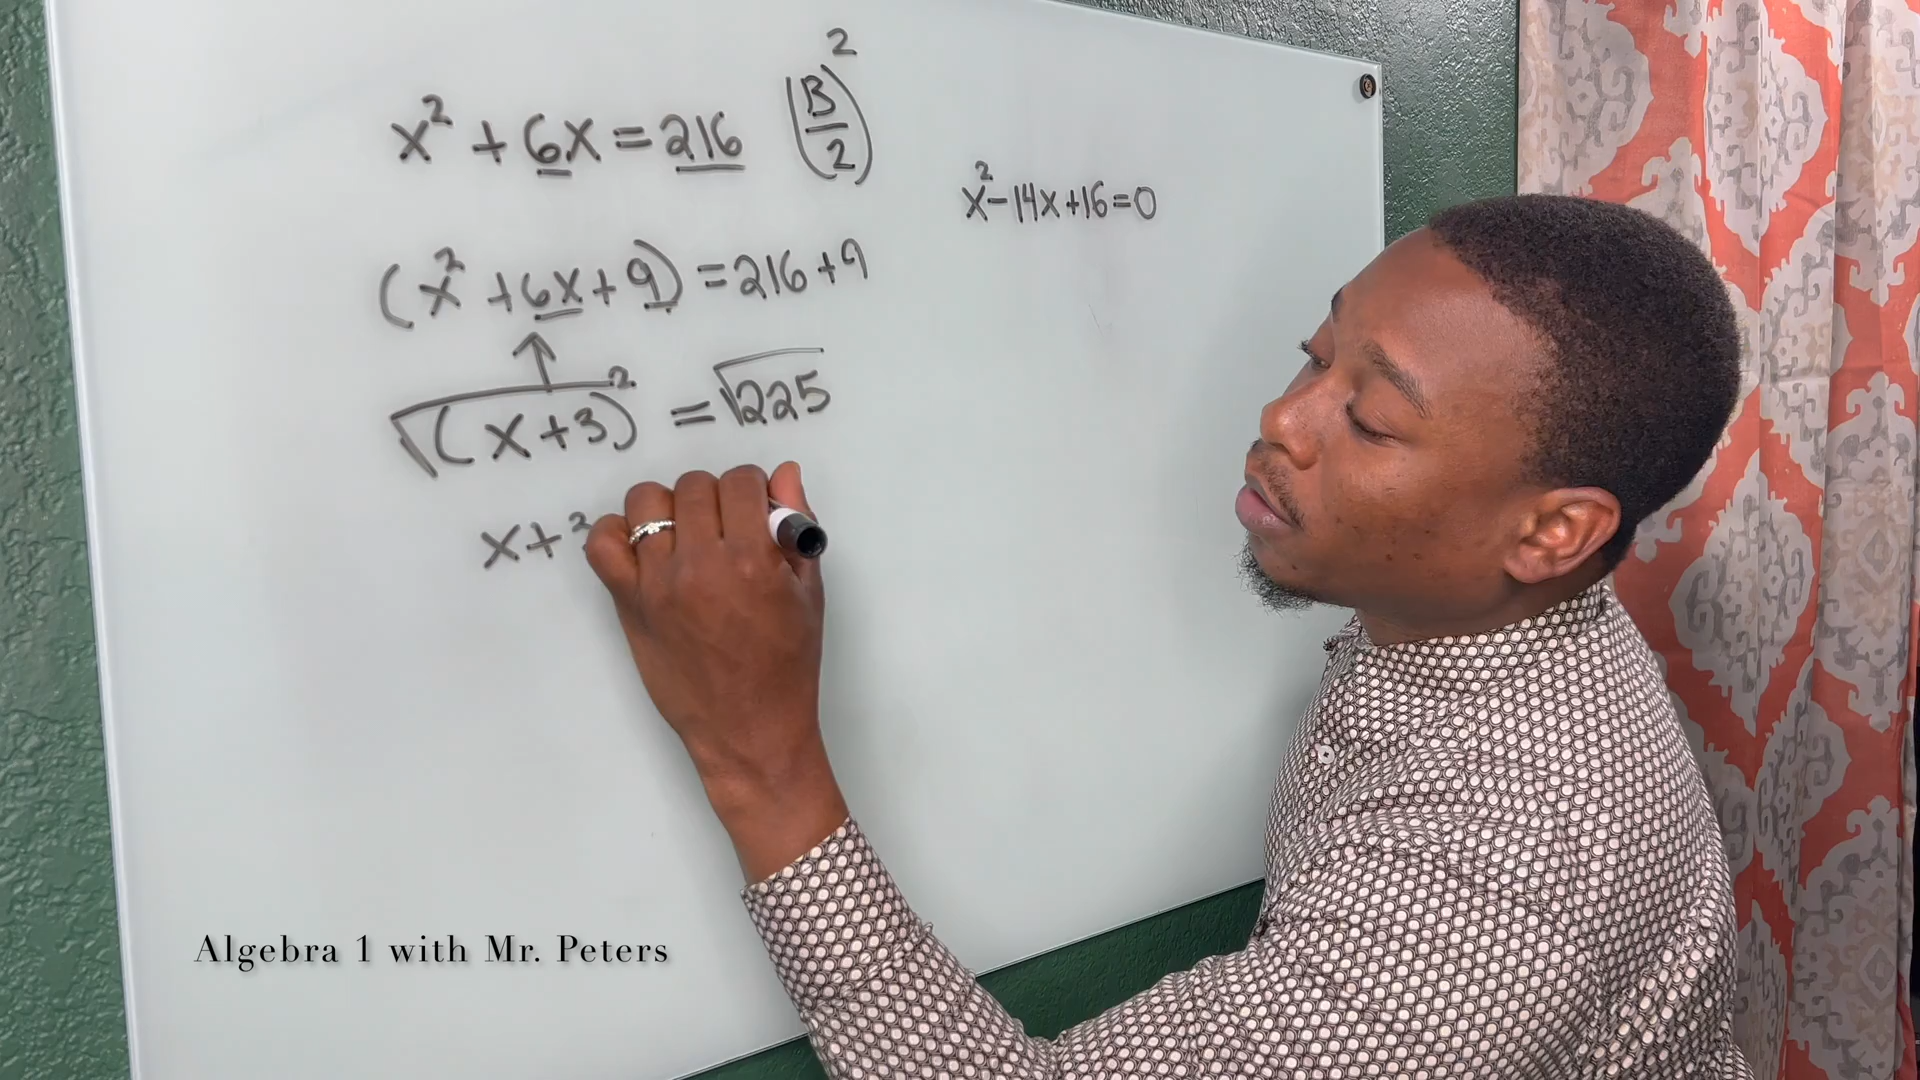 x² + 6x = 216 (B/2)²
(x² + 6x + 9) = 216 + 9
√(x + 3)² = √225
x +
x² - 14x + 16 = 0
Algebra 1 with Mr. Peters